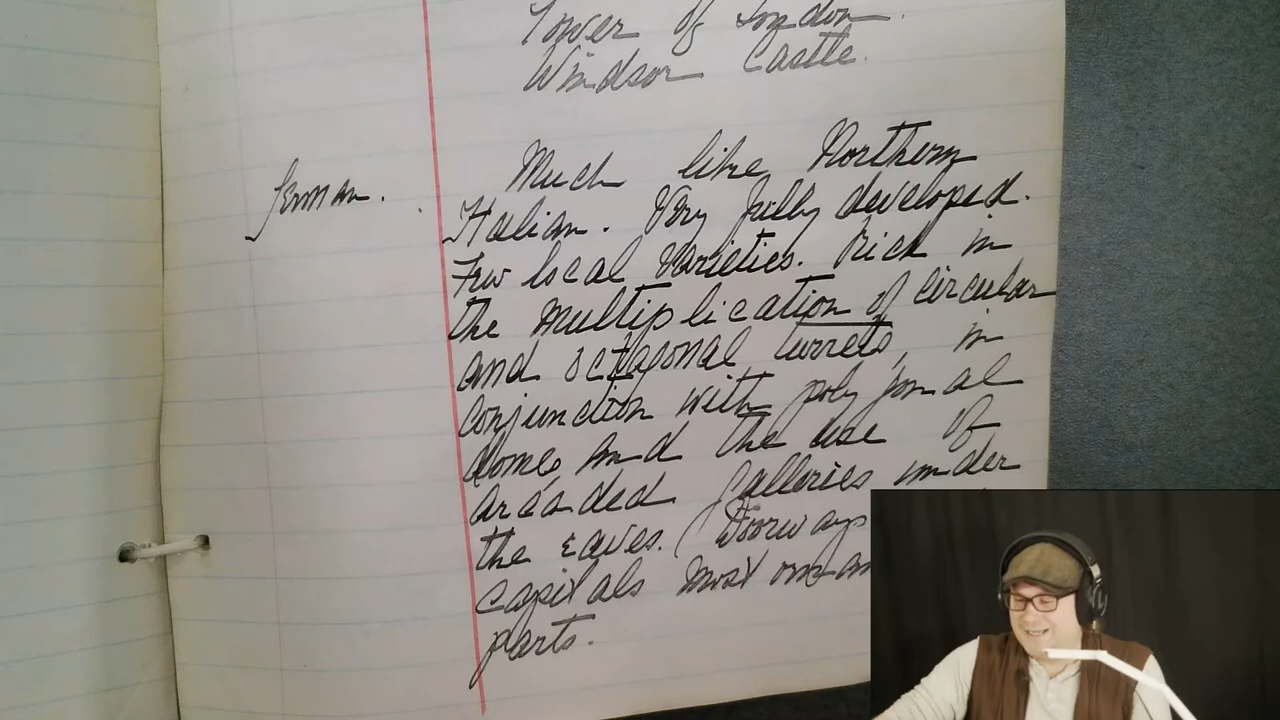 Tower of London.
Windsor Castle.
German.
Much like Northern
Italian. Very fully developed.
Few local varieties. Rich in
the multiplication of circular
and octagonal turrets, in
conjunction with polygonal
domes and the use of
arcaded galleries under
the eaves. (Doorways
capitals most
parts.